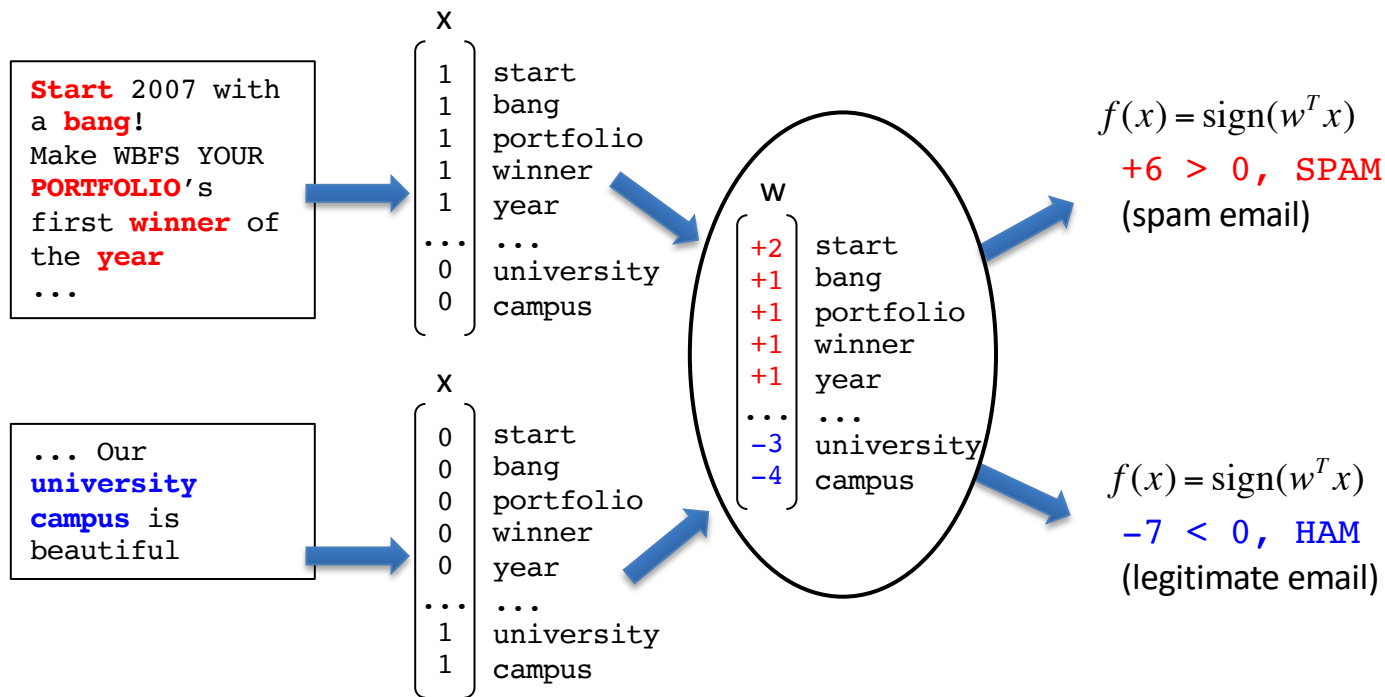 Start 2007 with
a bang!
Make WBFS YOUR
PORTFOLIO's
first winner of
the year
...
x
1 start
1 bang
1 portfolio
1 winner
1 year
... ...
0 university
0 campus
... Our
university
campus is
beautiful
x
0 start
0 bang
0 portfolio
0 winner
0 year
... ...
1 university
1 campus
w
+2 start
+1 bang
+1 portfolio
+1 winner
+1 year
... ...
-3 university
-4 campus
f(x) = sign(w^T x)
+6 > 0, SPAM
(spam email)
f(x) = sign(w^T x)
-7 < 0, HAM
(legitimate email)